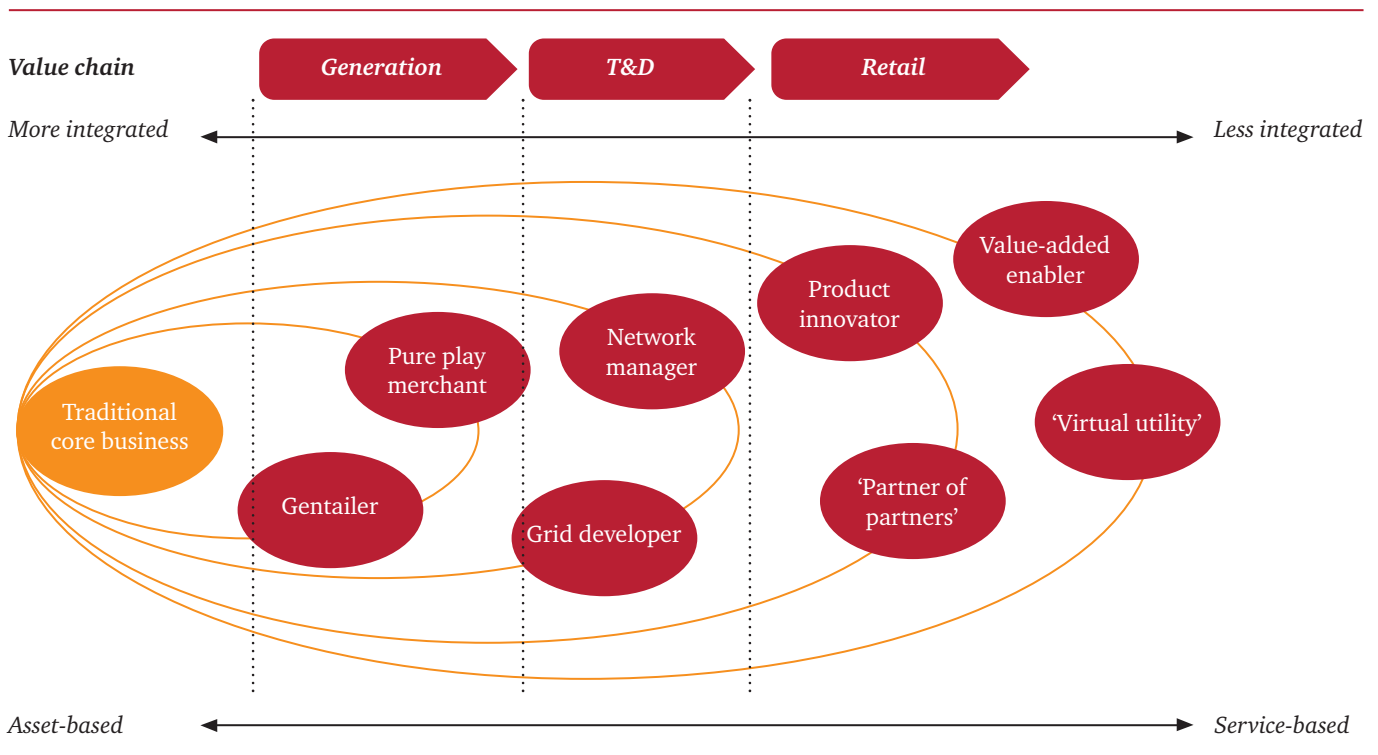 Value chain
Generation
T&D
Retail
More integrated
Less integrated
Value-added
enabler
Product
innovator
Network
manager
Pure play
merchant
Traditional
core business
‘Virtual utility’
Gentailer
Grid developer
‘Partner of
partners’
Asset-based
Service-based